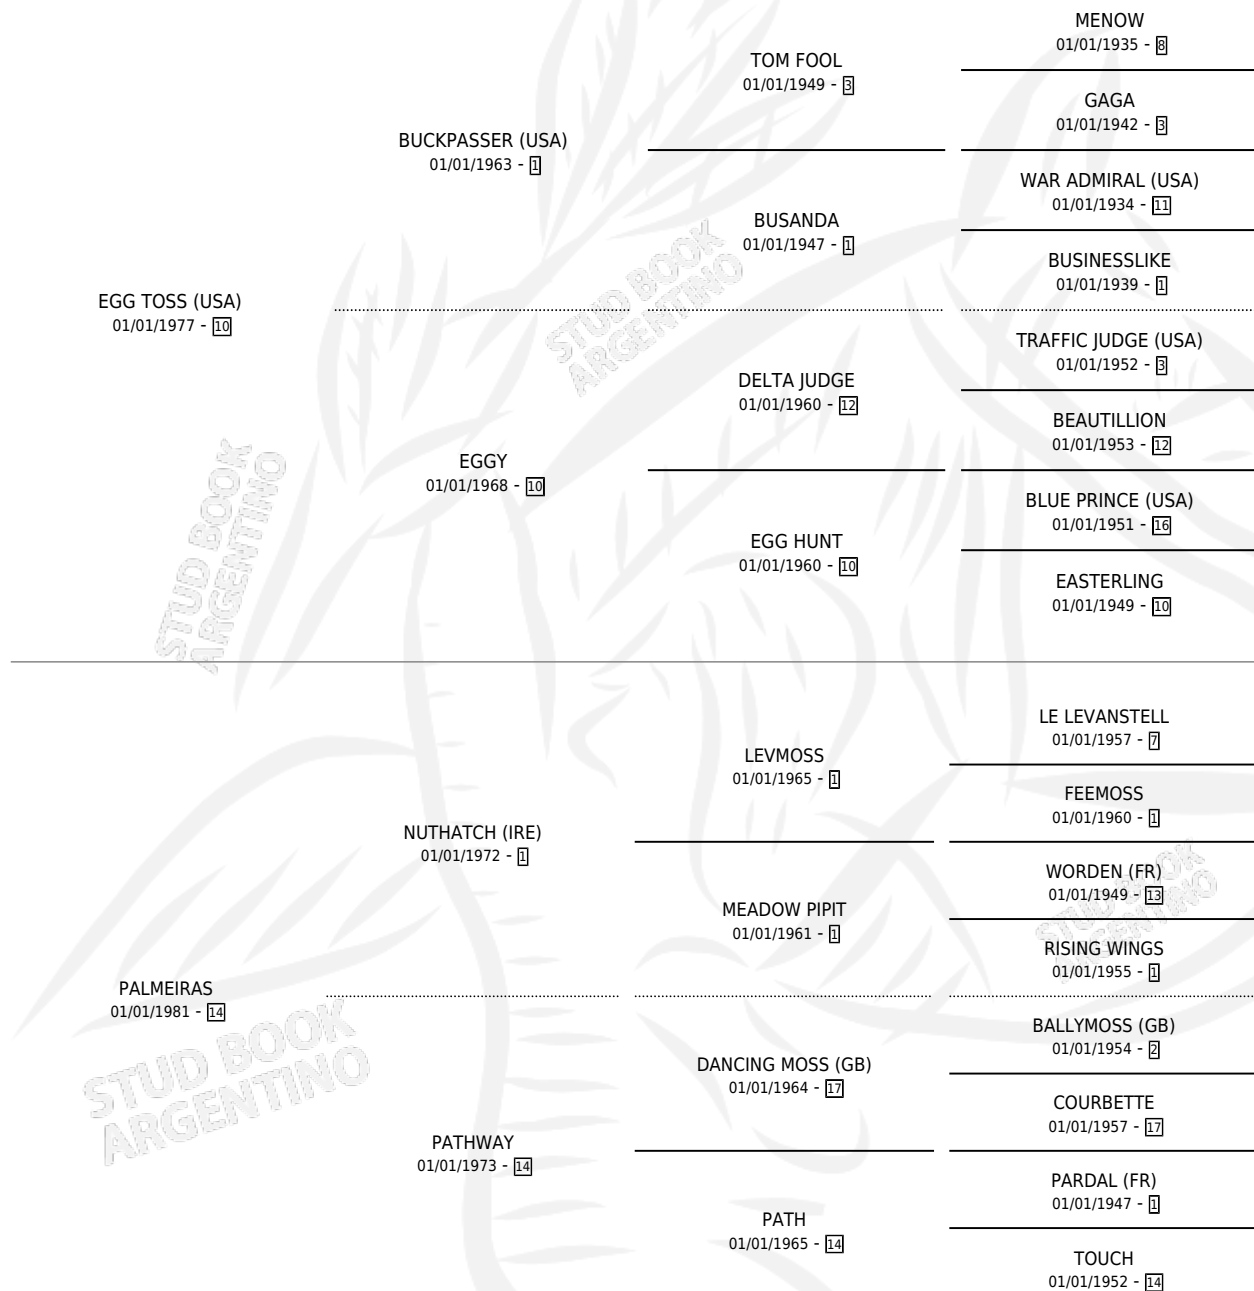 MENOW
01/01/1935 - 8
TOM FOOL
01/01/1949 - 3
GAGA
01/01/1942 - 3
BUCKPASSER (USA)
01/01/1963 - 1
WAR ADMIRAL (USA)
01/01/1934 - 11
BUSANDA
01/01/1947 - 1
BUSINESSLIKE
01/01/1939 - 1
EGG TOSS (USA)
01/01/1977 - 10
TRAFFIC JUDGE (USA)
01/01/1952 - 3
DELTA JUDGE
01/01/1960 - 12
BEAUTILLION
01/01/1953 - 12
EGGY
01/01/1968 - 10
BLUE PRINCE (USA)
01/01/1951 - 16
EGG HUNT
01/01/1960 - 10
EASTERLING
01/01/1949 - 10
LE LEVANSTELL
01/01/1957 - 7
LEVMOSS
01/01/1965 - 1
FEEMOSS
01/01/1960 - 1
NUTHATCH (IRE)
01/01/1972 - 1
WORDEN (FR)
01/01/1949 - 13
MEADOW PIPIT
01/01/1961 - 1
RISING WINGS
01/01/1955 - 1
PALMEIRAS
01/01/1981 - 14
BALLYMOSS (GB)
01/01/1954 - 2
DANCING MOSS (GB)
01/01/1964 - 17
COURBETTE
01/01/1957 - 17
PATHWAY
01/01/1973 - 14
PARDAL (FR)
01/01/1947 - 1
PATH
01/01/1965 - 14
TOUCH
01/01/1952 - 14
STUD BOOK
ARGENTINO
STUD BOOK
ARGENTINO
STUD BOOK
ARGENTINO
STUD BOOK
ARGENTINO